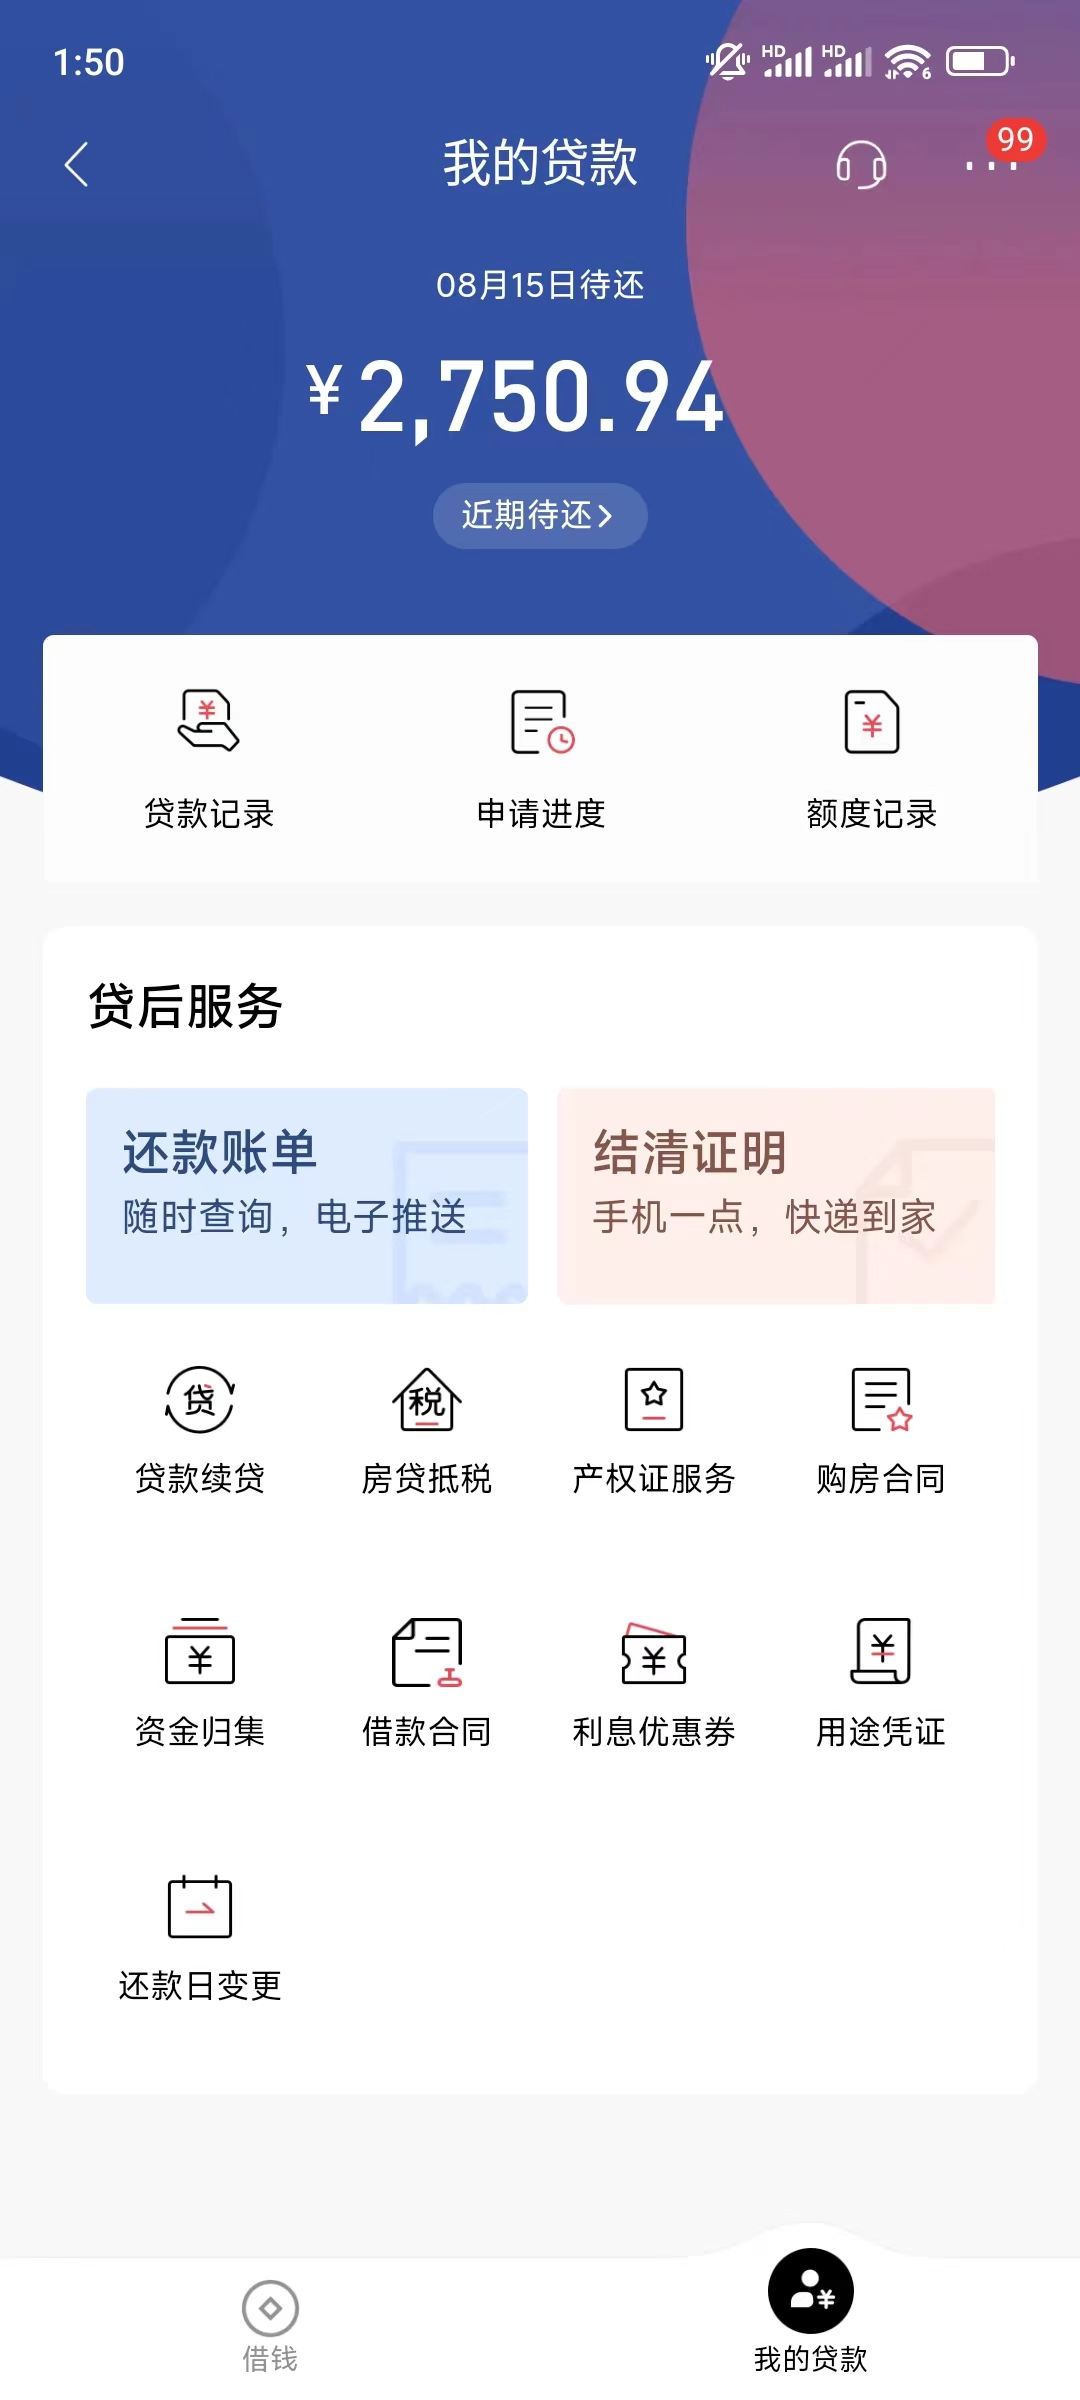 1:50
HD HD 6
我的贷款
99
08月15日待还
¥2,750.94
近期待还
贷款记录 申请进度 额度记录
贷后服务
还款账单 结清证明
随时查询，电子推送 手机一点，快递到家
贷 税
贷款续贷 房贷抵税 产权证服务 购房合同
资金归集 借款合同 利息优惠券 用途凭证
还款日变更
借钱 我的贷款